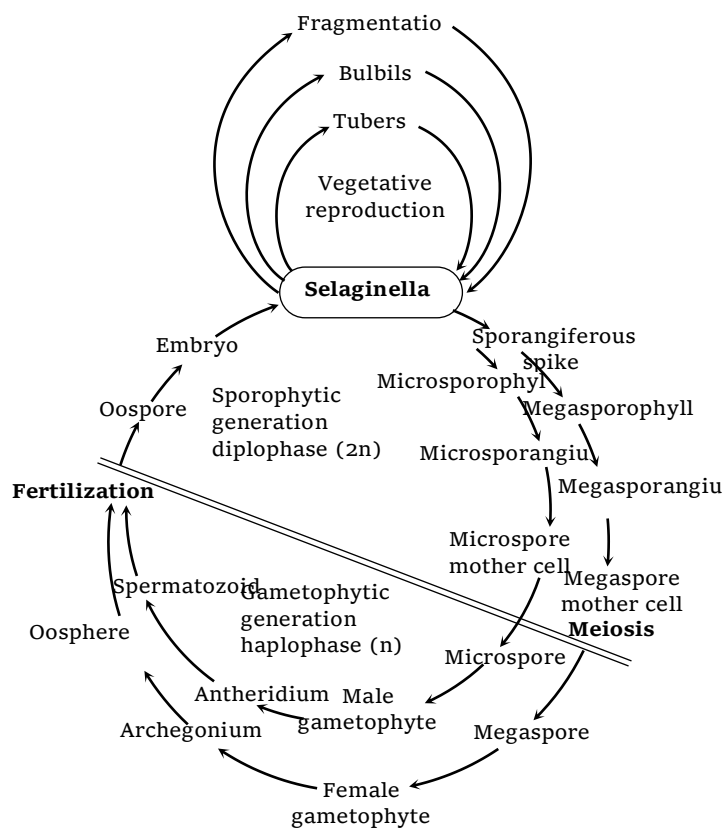 Fragmentatio
Bulbils
Tubers
Vegetative
reproduction
Selaginella
Sporangiferous
spike
Embryo
Microsporophyl
Sporophytic
generation
diplophase (2n)
Oospore
Megasporophyll
Microsporangiu
Fertilization
Megasporangiu
Microspore
mother cell
Megaspore
mother cell
Spermatozoid
Gametophytic
generation
haplophase (n)
Oosphere
Meiosis
Microspore
Antheridium
Male
gametophyte
Archegonium
Megaspore
Female
gametophyte